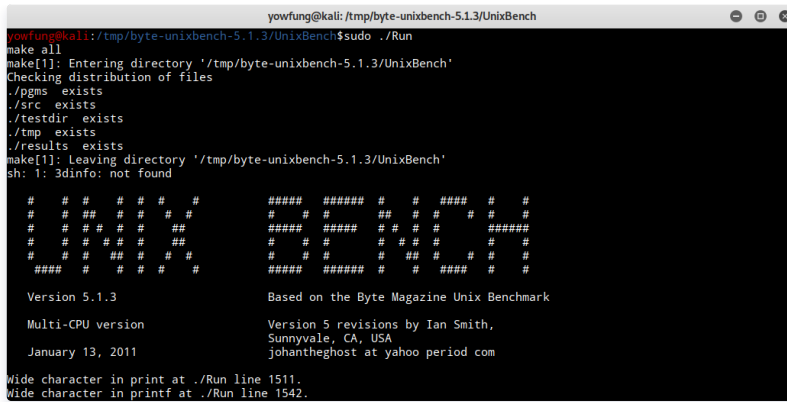 yowfung@kali: /tmp/byte-unixbench-5.1.3/UnixBench
yowfung@kali:/tmp/byte-unixbench-5.1.3/UnixBench$sudo ./Run
make all
make[1]: Entering directory '/tmp/byte-unixbench-5.1.3/UnixBench'
Checking distribution of files
./pgms  exists
./src  exists
./testdir  exists
./tmp  exists
./results  exists
make[1]: Leaving directory '/tmp/byte-unixbench-5.1.3/UnixBench'
sh: 1: 3dinfo: not found
UNIX BENCH
Version 5.1.3                      Based on the Byte Magazine Unix Benchmark
Multi-CPU version                  Version 5 revisions by Ian Smith,
Sunnyvale, CA, USA
January 13, 2011                   johantheghost at yahoo period com
Wide character in print at ./Run line 1511.
Wide character in printf at ./Run line 1542.